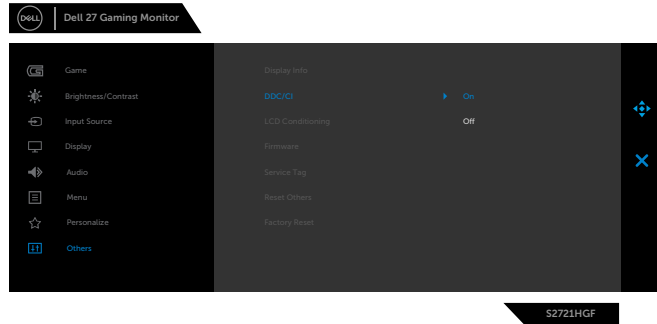 DELL Dell 27 Gaming Monitor
Game
Display Info
Brightness/Contrast
DDC/CI
On
Input Source
LCD Conditioning
Off
Display
Firmware
Audio
Service Tag
Menu
Reset Others
Personalize
Factory Reset
Others
S2721HGF